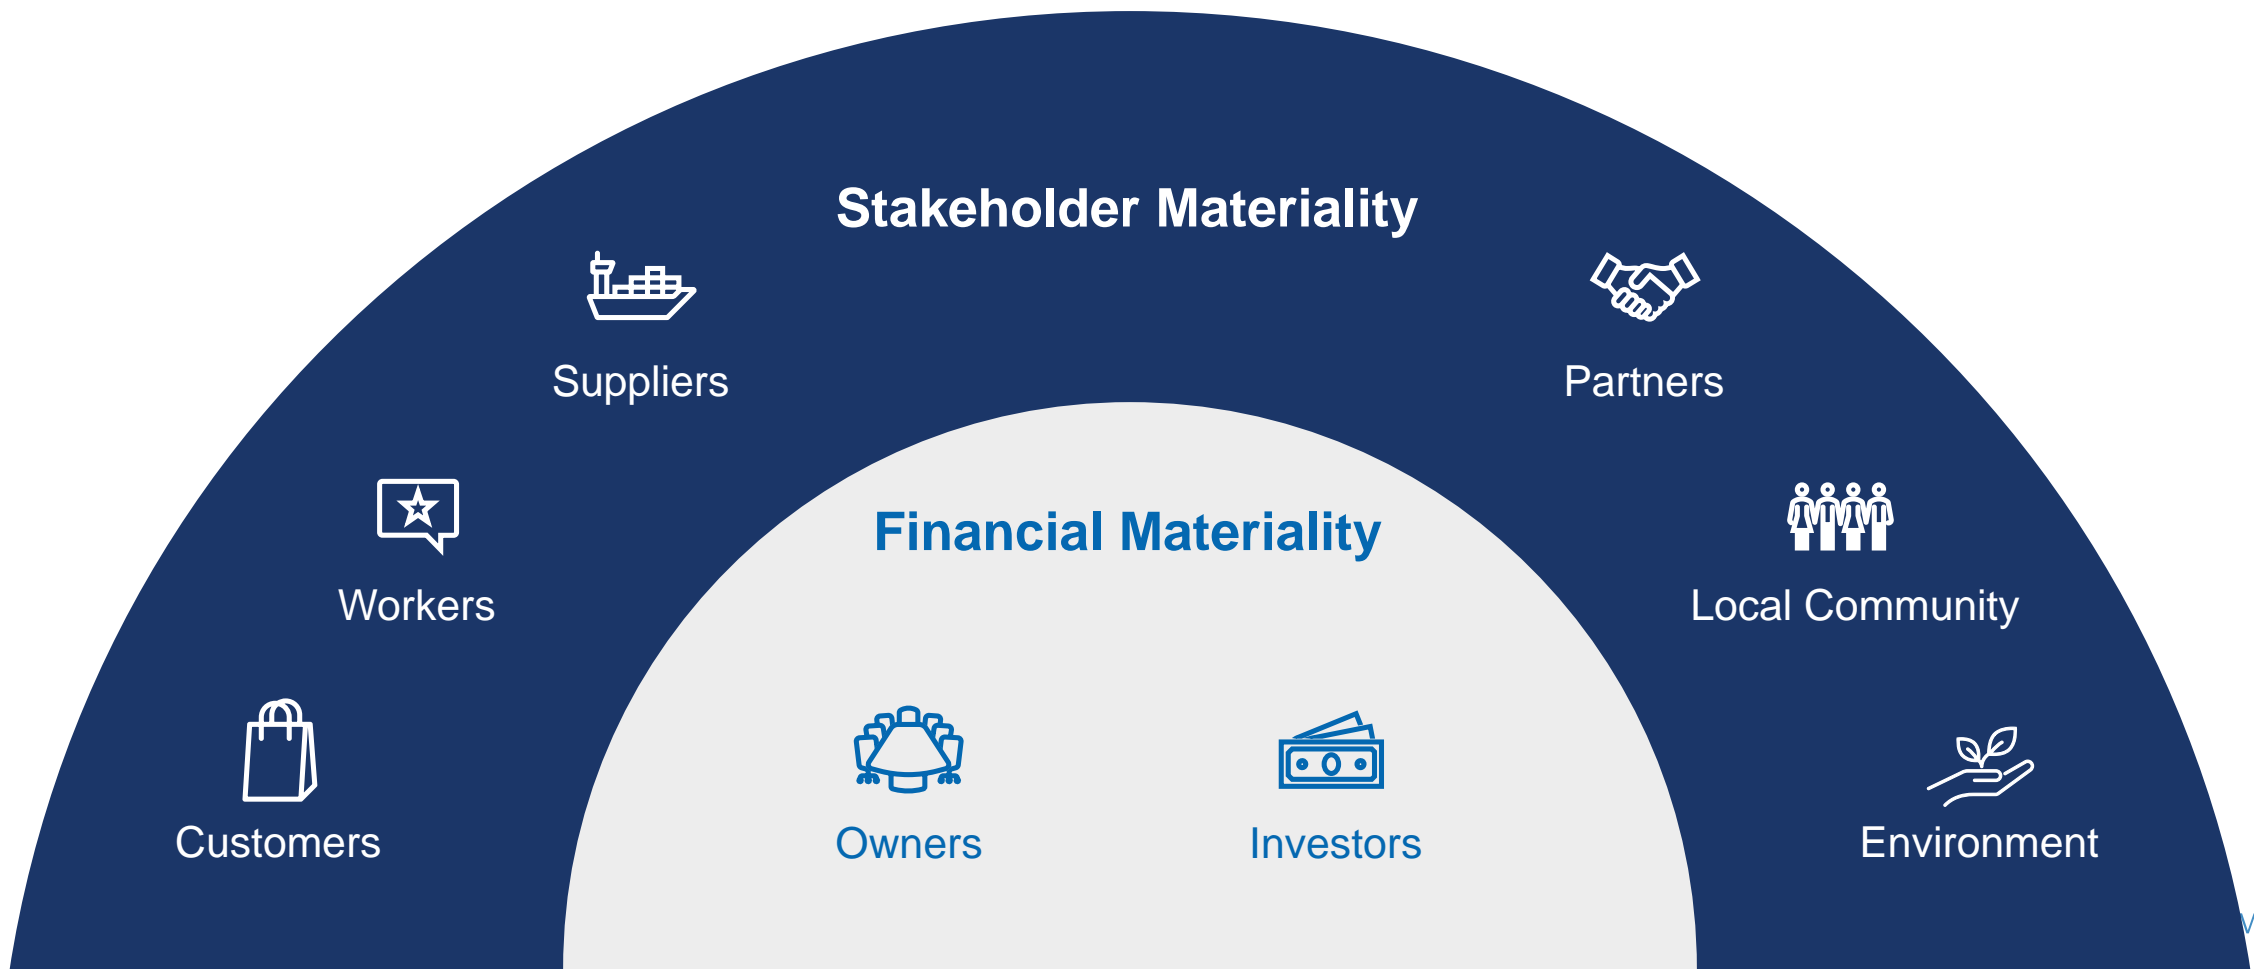 Stakeholder Materiality
Suppliers
Partners
Workers
Local Community
Customers
Environment
Financial Materiality
Owners
Investors